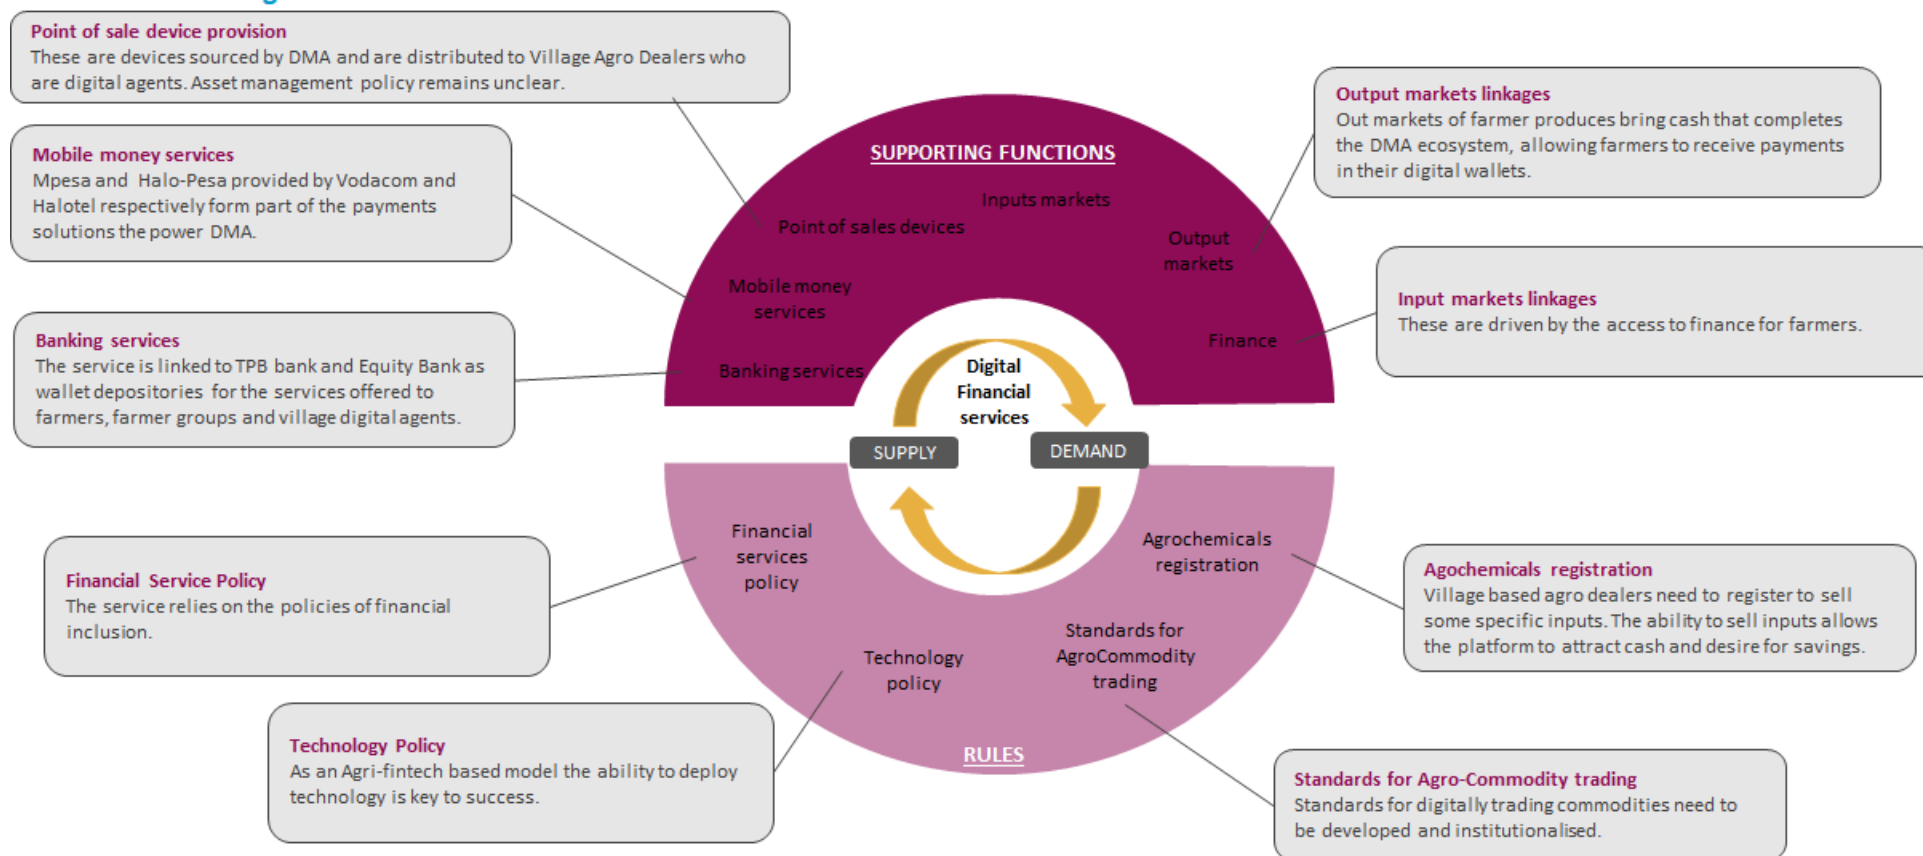 Point of sale device provision
These are devices sourced by DMA and are distributed to Village Agro Dealers who
are digital agents. Asset management policy remains unclear.
Mobile money services
Mpesa and Halo-Pesa provided by Vodacom and
Halotel respectively form part of the payments
solutions the power DMA.
Banking services
The service is linked to TPB bank and Equity Bank as
wallet depositories for the services offered to
farmers, farmer groups and village digital agents.
Financial Service Policy
The service relies on the policies of financial
inclusion.
Technology Policy
As an Agri-fintech based model the ability to deploy
technology is key to success.
SUPPORTING FUNCTIONS
Inputs markets
Point of sales devices
Output
markets
Mobile money
services
Finance
Banking services
Digital
Financial
services
SUPPLY
DEMAND
Financial
services
policy
Agrochemicals
registration
Technology
policy
Standards for
AgroCommodity
trading
RULES
Output markets linkages
Out markets of farmer produces bring cash that completes
the DMA ecosystem, allowing farmers to receive payments
in their digital wallets.
Input markets linkages
These are driven by the access to finance for farmers.
Agochemicals registration
Village based agro dealers need to register to sell
some specific inputs. The ability to sell inputs allows
the platform to attract cash and desire for savings.
Standards for Agro-Commodity trading
Standards for digitally trading commodities need to
be developed and institutionalised.